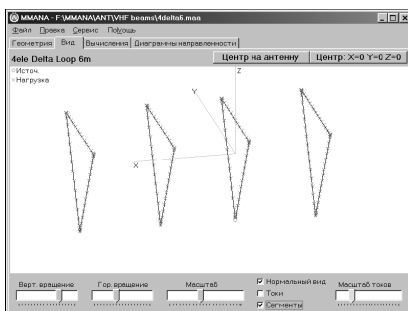 MMANA - F:\MMANA\ANT\VHF beams\4delta6.maa
Файл Правка Сервис Помощь
Геометрия Вид Вычисления Диаграммы направленности
4ele Delta Loop 6m Центр на антенну Центр: X=0 Y=0 Z=0
Источ.
Нагрузка
Z
Y
X
Верт. вращение Гор. вращение Масштаб Нормальный вид Масштаб токов
Токи
Сегменты